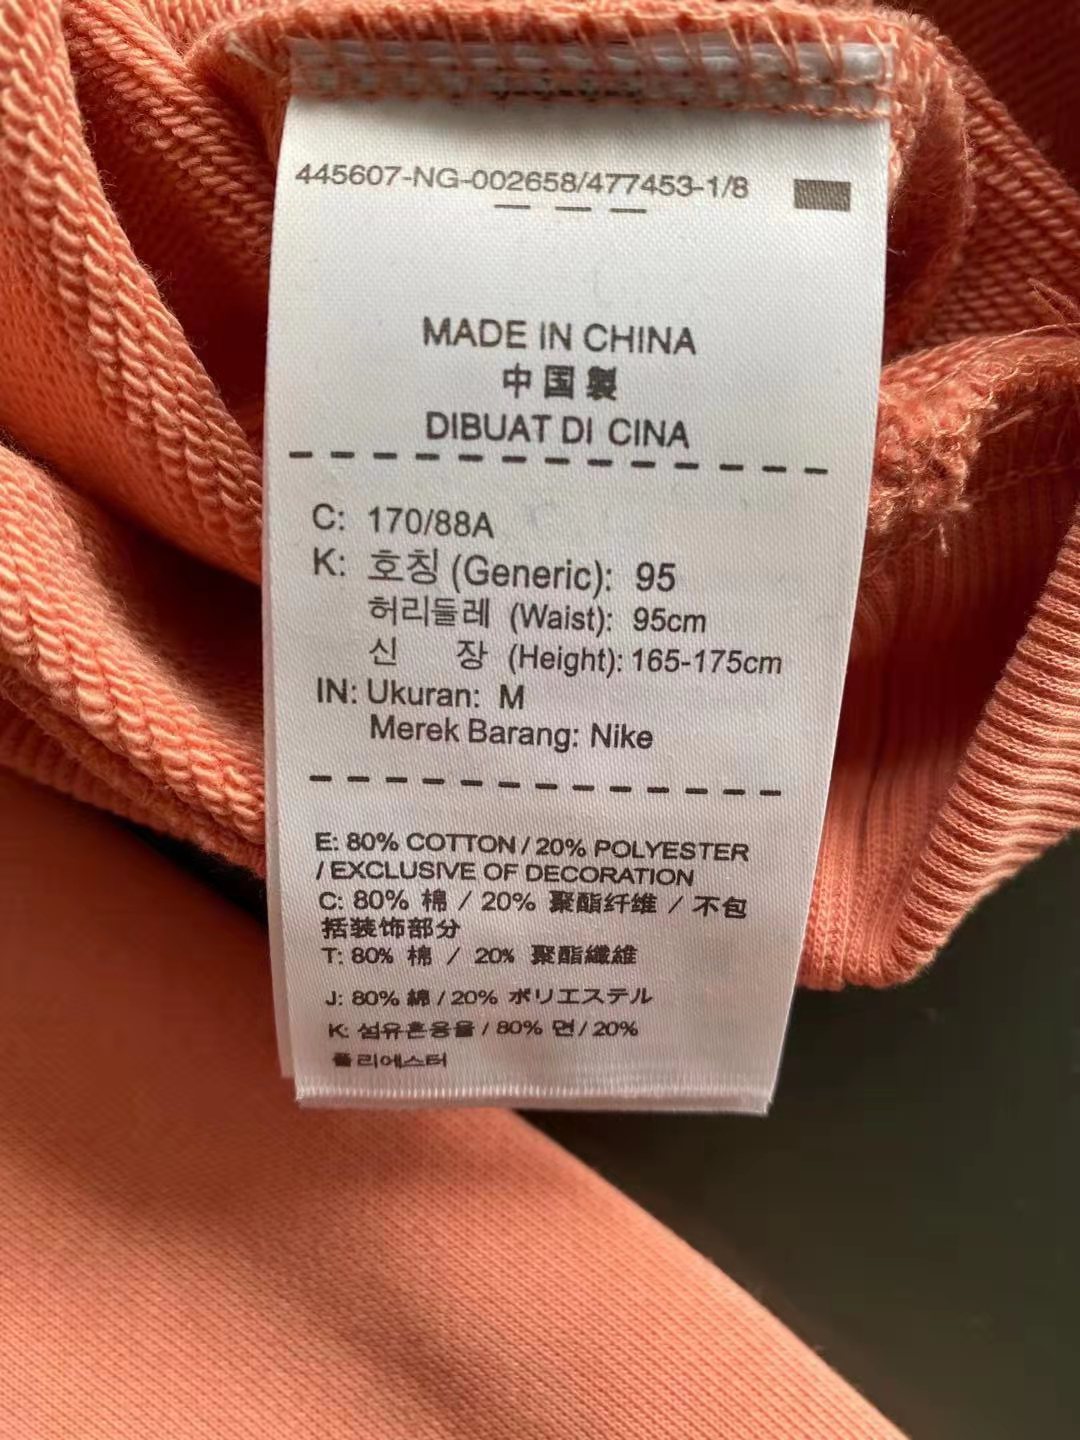 445607-NG-002658/477453-1/8
MADE IN CHINA
中国製
DIBUAT DI CINA
C: 170/88A
K: 호칭 (Generic): 95
허리둘레 (Waist): 95cm
신 장 (Height): 165-175cm
IN: Ukuran: M
Merek Barang: Nike
E: 80% COTTON / 20% POLYESTER
/ EXCLUSIVE OF DECORATION
C: 80% 棉 / 20% 聚酯纤维 / 不包
括装饰部分
T: 80% 棉 / 20% 聚酯纖維
J: 80% 綿 / 20% ポリエステル
K: 섬유혼용율 / 80% 면 / 20%
폴리에스터